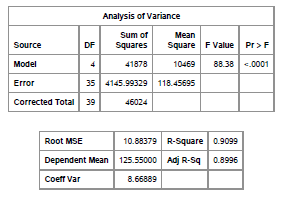 Analysis of Variance
Source DF Sum of Squares Mean Square F Value Pr > F
Model 4 41878 10469 88.38 <.0001
Error 35 4145.99329 118.45695
Corrected Total 39 46024
Root MSE 10.88379 R-Square 0.9099
Dependent Mean 125.55000 Adj R-Sq 0.8996
Coeff Var 8.66889